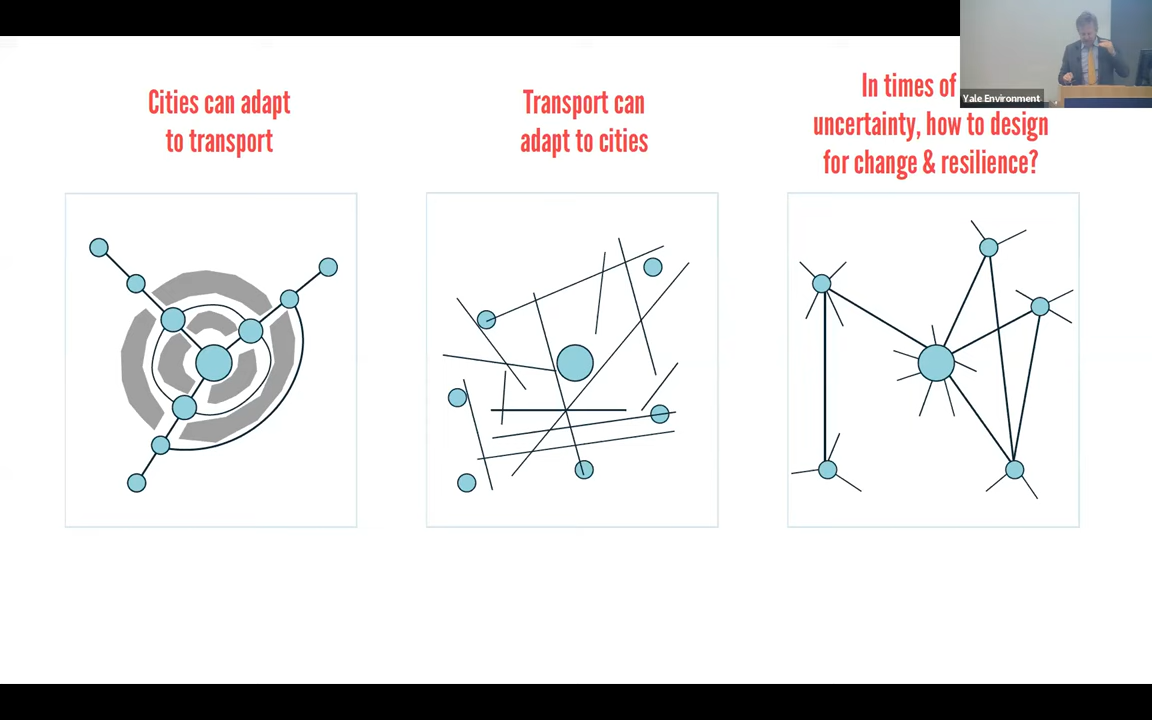 Cities can adapt
to transport
Transport can
adapt to cities
In times of
uncertainty, how to design
for change & resilience?
Yale Environment